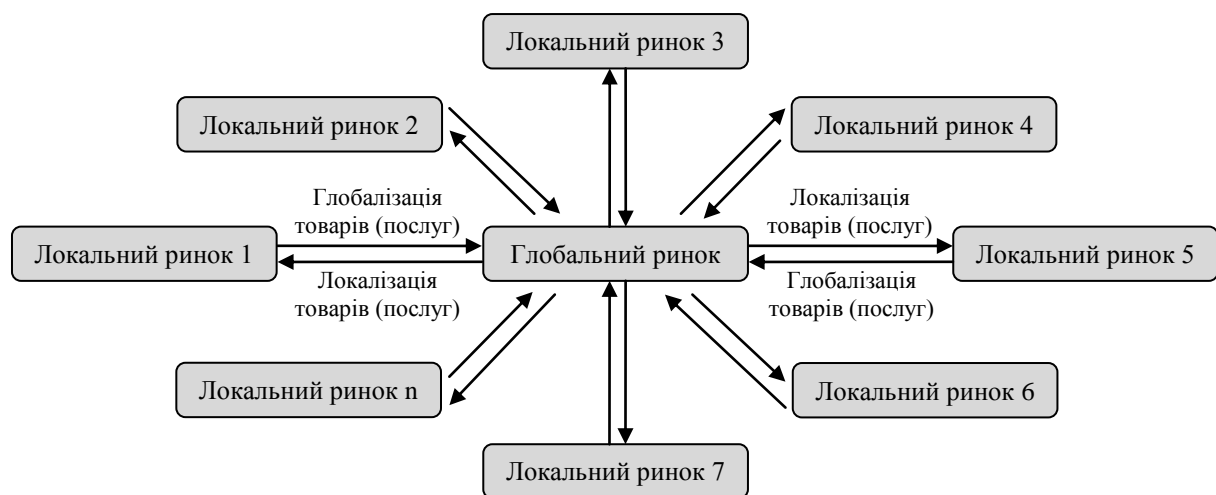 Локальний ринок 3
Локальний ринок 2
Локальний ринок 4
Глобалізація
товарів (послуг)
Локалізація
товарів (послуг)
Локальний ринок 1
Глобальний ринок
Локальний ринок 5
Локалізація
товарів (послуг)
Глобалізація
товарів (послуг)
Локальний ринок n
Локальний ринок 6
Локальний ринок 7